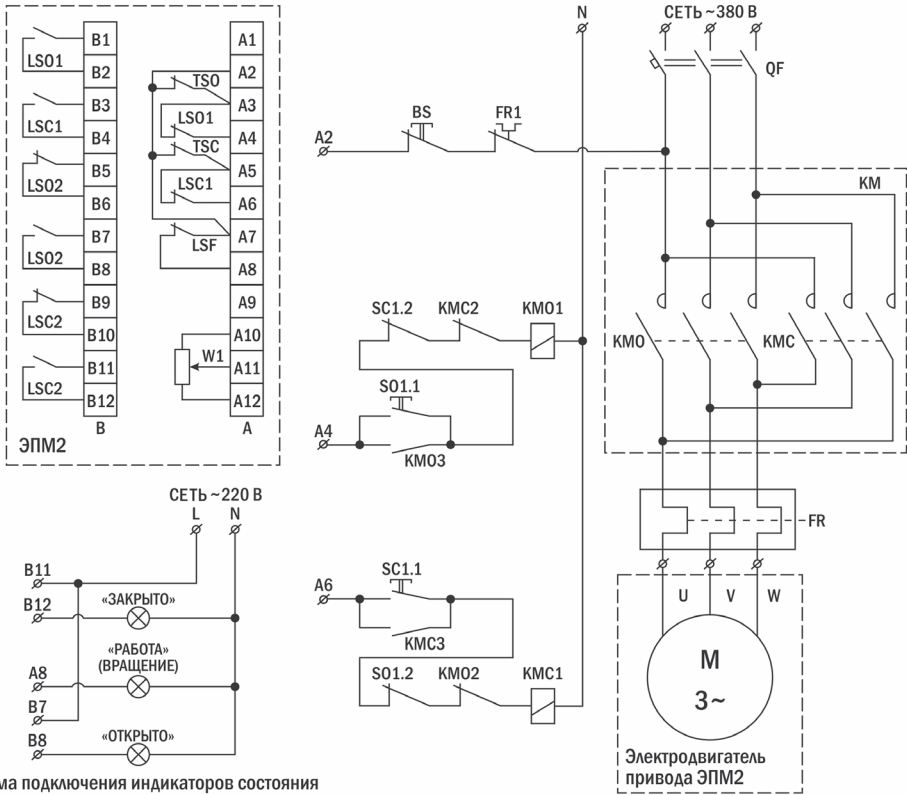 B1
LSO1
B2
B3
LSC1
B4
B5
LSO2
B6
B7
LSO2
B8
B9
LSC2
B10
B11
LSC2
B12
B
ЭПМ2
A1
A2
TSO
A3
LSO1
A4
TSC
A5
LSC1
A6
A7
LSF
A8
A9
A10
W1
A11
A12
A
N
СЕТЬ ~380 В
QF
A2
BS
FR1
KM
SC1.2
KMC2
KMO1
KMO
KMC
SO1.1
A4
KMO3
FR
A6
SC1.1
KMC3
SO1.2
KMO2
KMC1
U
V
W
M
3~
Электродвигатель
привода ЭПМ2
СЕТЬ ~220 В
L
N
B11
B12
«ЗАКРЫТО»
«РАБОТА»
(ВРАЩЕНИЕ)
A8
B7
B8
«ОТКРЫТО»
ма подключения индикаторов состояния